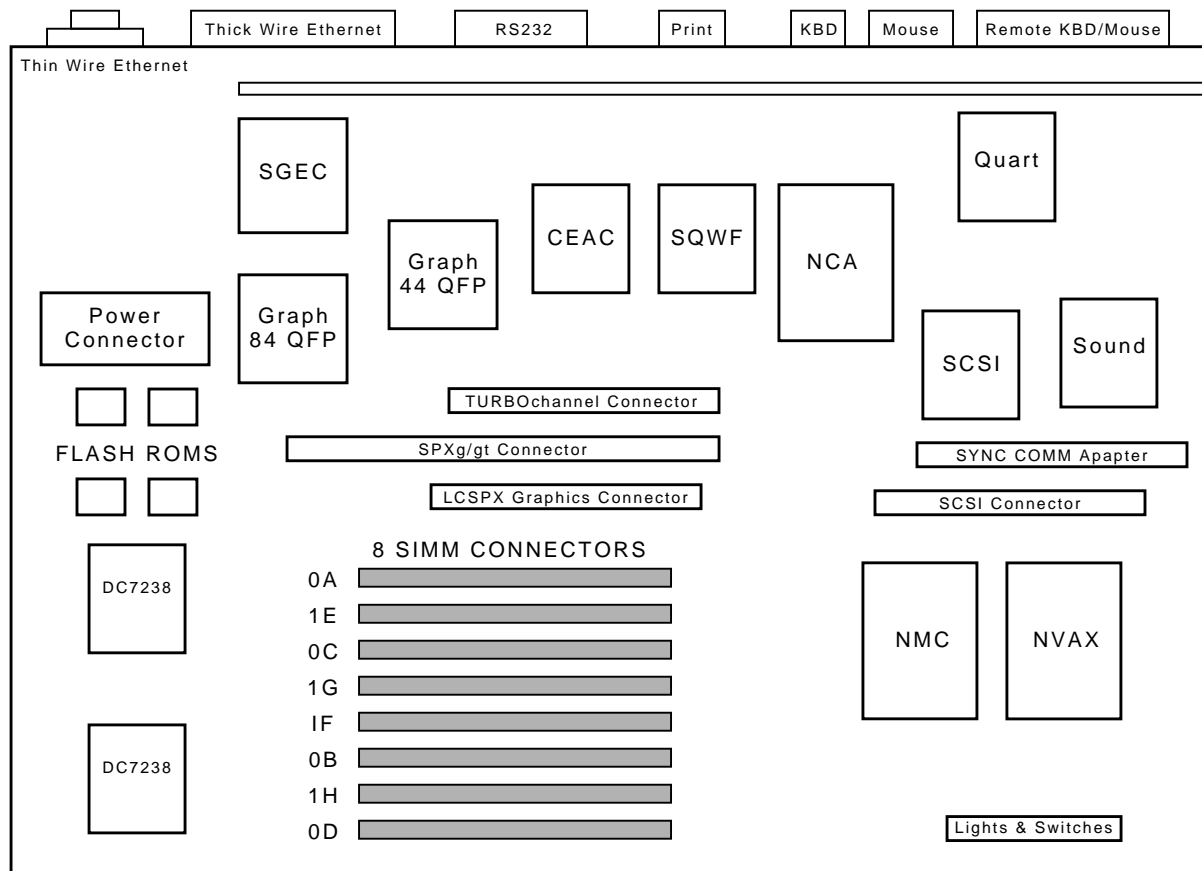 Thick Wire Ethernet
RS232
Print
KBD
Mouse
Remote KBD/Mouse
Thin Wire Ethernet
SGEC
Quart
CEAC
SQWF
NCA
Graph
44 QFP
Graph
84 QFP
Power
Connector
SCSI
Sound
TURBOchannel Connector
SPXg/gt Connector
FLASH ROMS
SYNC COMM Apapter
LCSPX Graphics Connector
SCSI Connector
8 SIMM CONNECTORS
0A
DC7238
1E
0C
NMC
NVAX
1G
IF
0B
DC7238
1H
0D
Lights & Switches